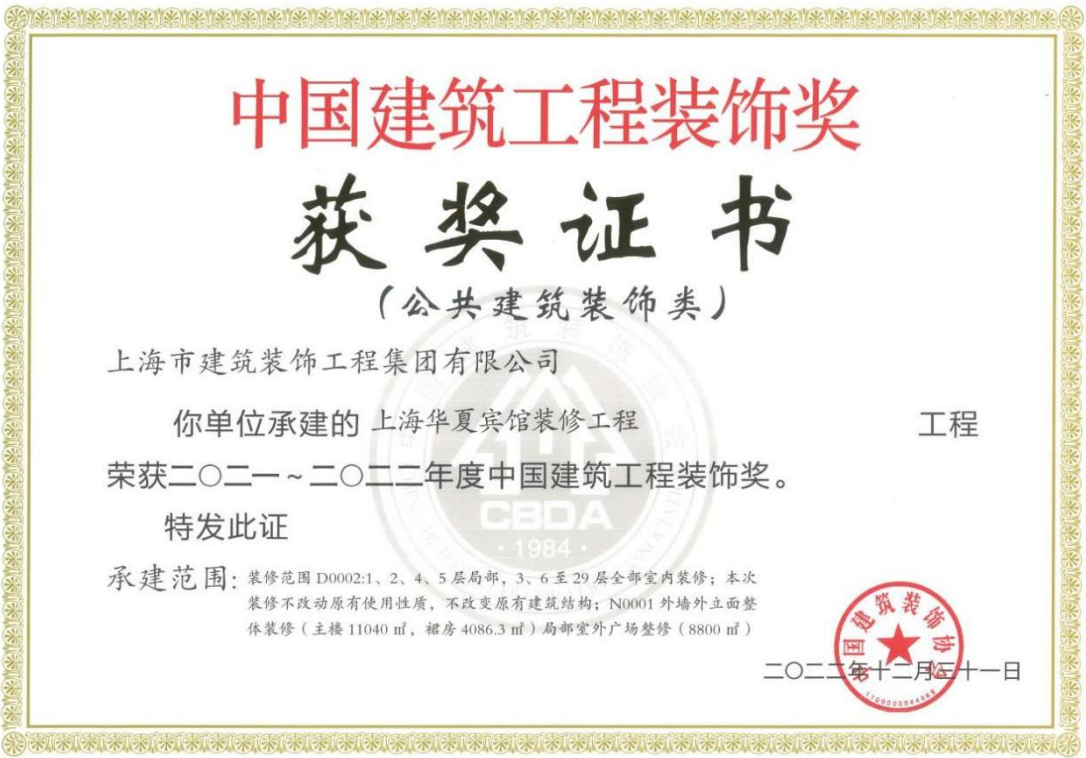 中国建筑工程装饰奖
获奖证书
(公共建筑装饰类)
上海市建筑装饰工程集团有限公司
你单位承建的 上海华夏宾馆装修工程 工程
荣获二〇二一~二〇二二年度中国建筑工程装饰奖。
特发此证
承建范围: 装修范围 D0002:1、2、4、5 层局部，3、6 至 29 层全部室内装修；本次
装修不改动原有使用性质，不改变原有建筑结构；N0001 外墙外立面整
体装修（主楼 11040 ㎡，裙房 4086.3 ㎡）局部室外广场整修（8800 ㎡）
中国建筑装饰协会
二〇二二年十二月三十一日
CBDA
·1984·